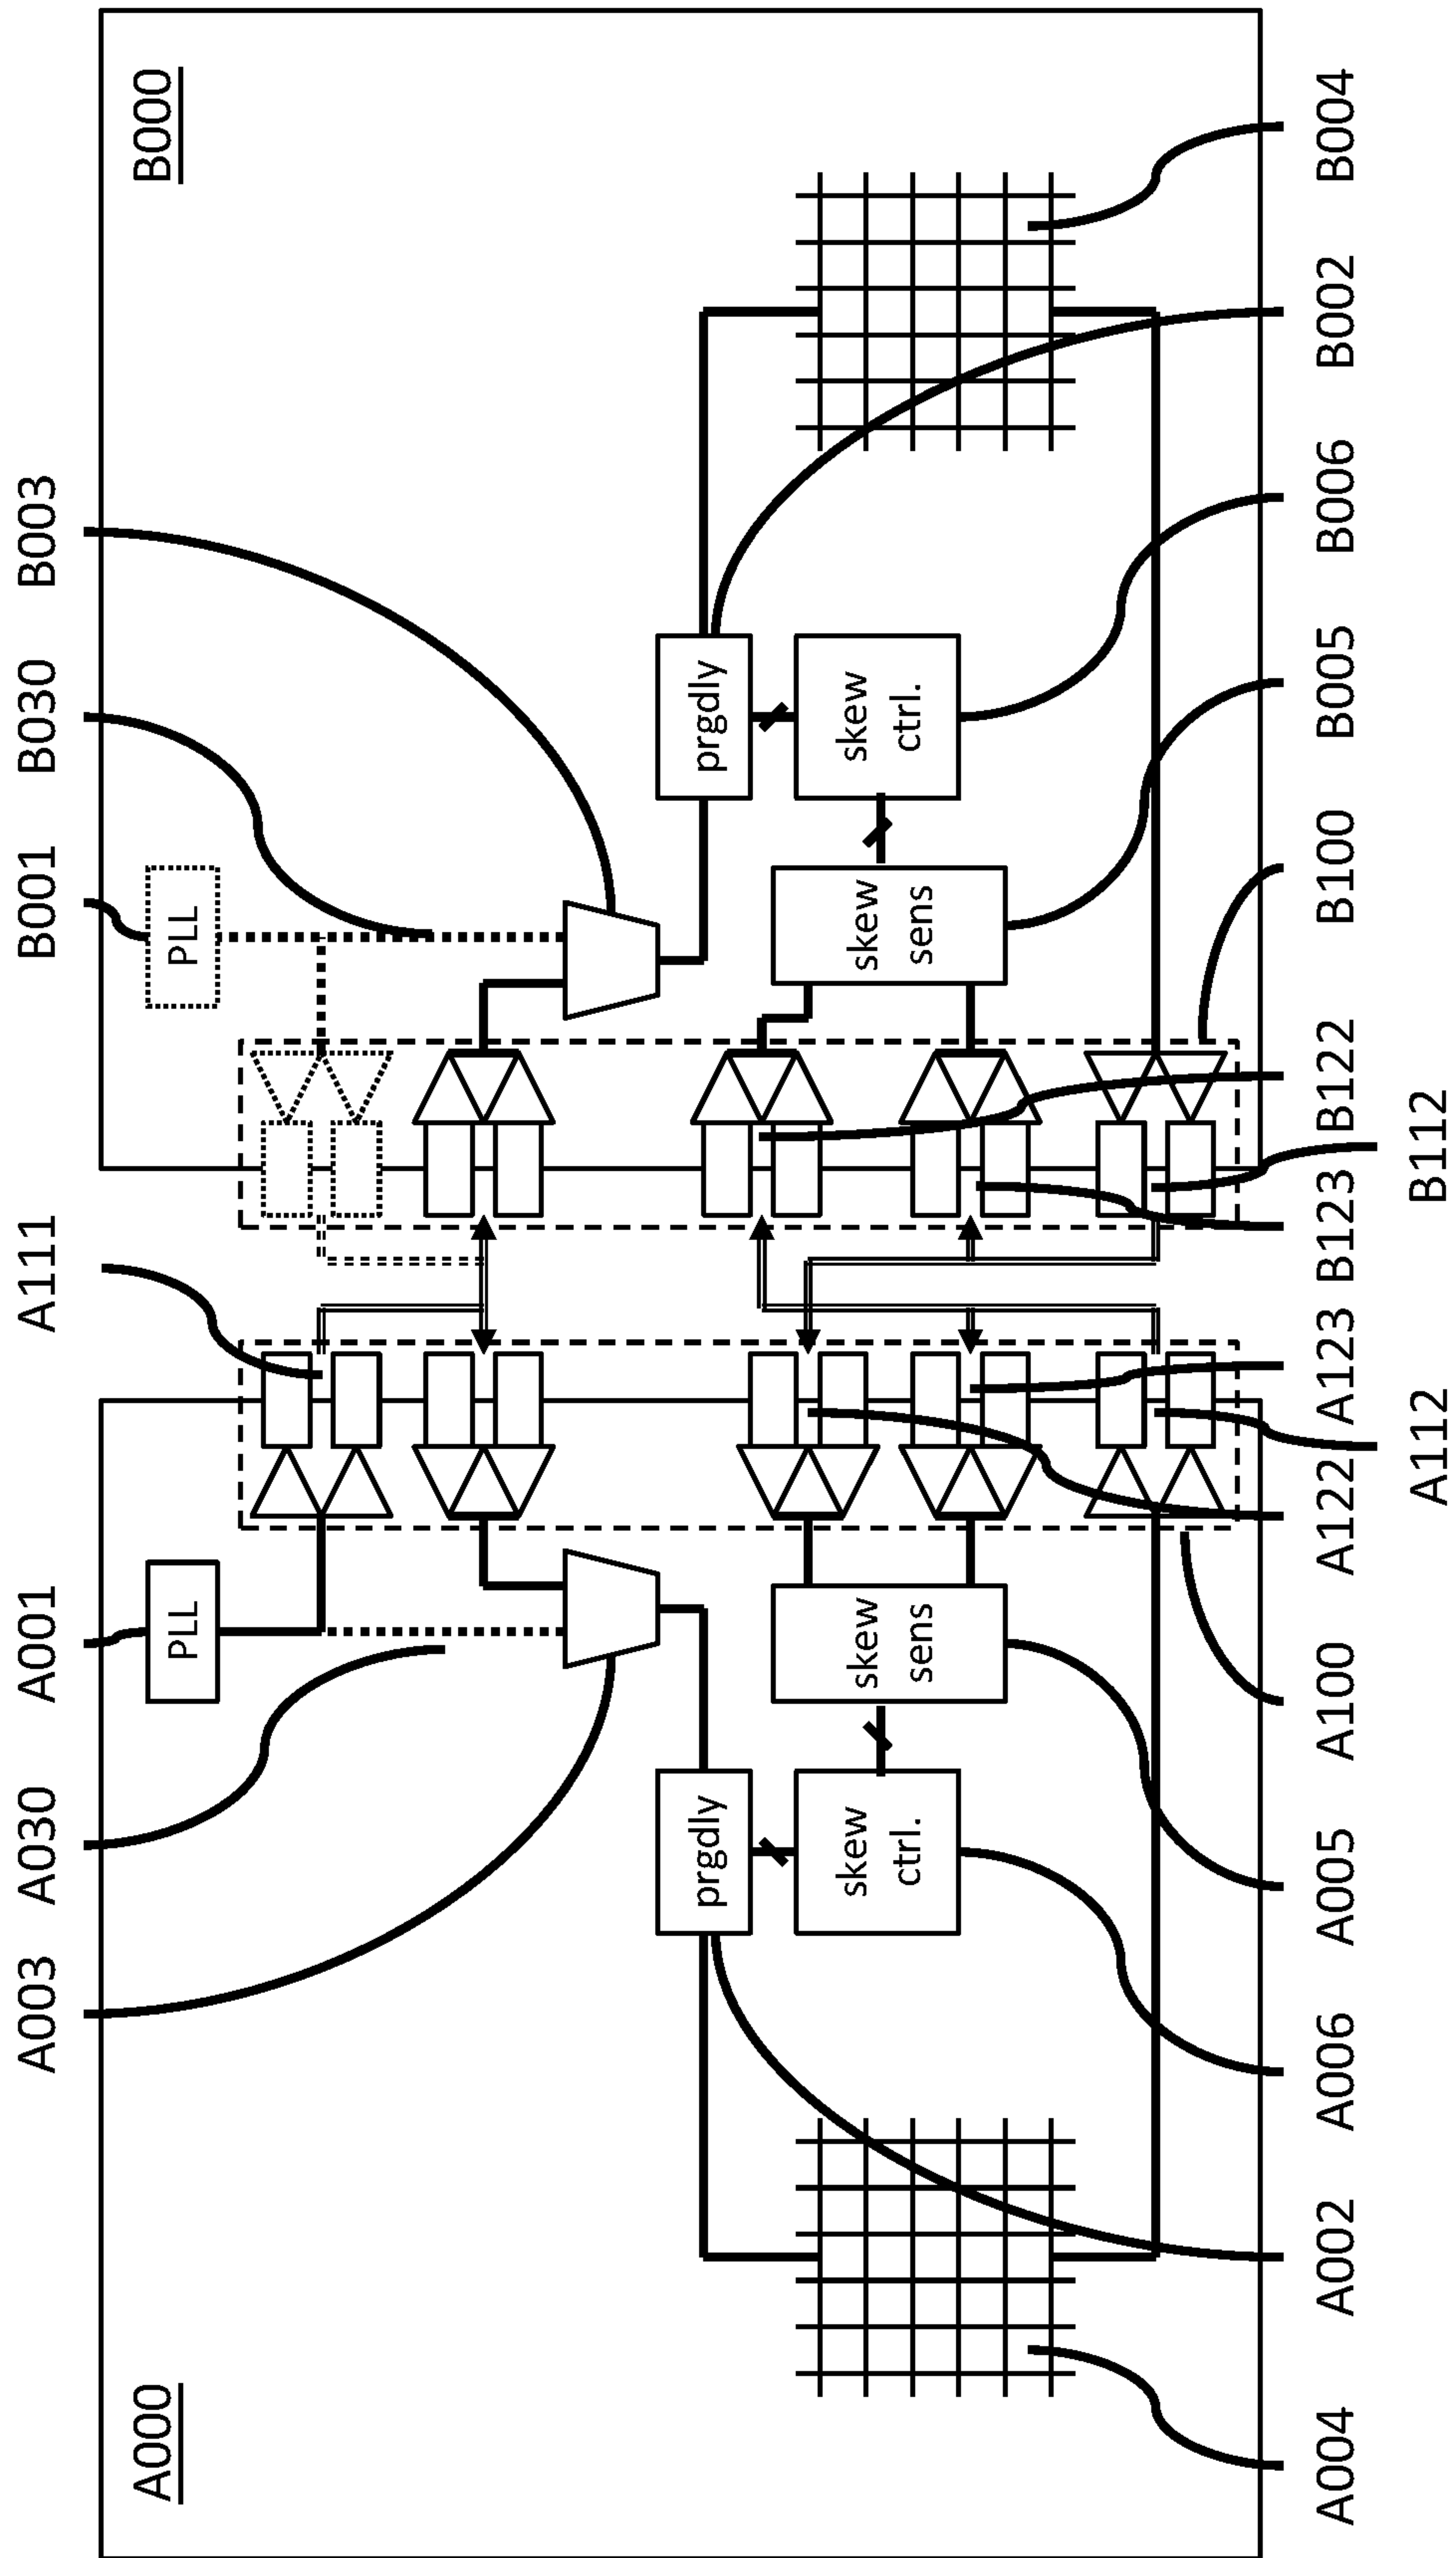 A003
A030
A001
A111
B001
B030
B003
A000
B000
PLL
PLL
prgdly
prgdly
skew
ctrl.
skew
sens
skew
sens
skew
ctrl.
A004
A002
A006
A005
A100
A122
A123
B123
B122
B100
B005
B006
B002
B004
A112
B112